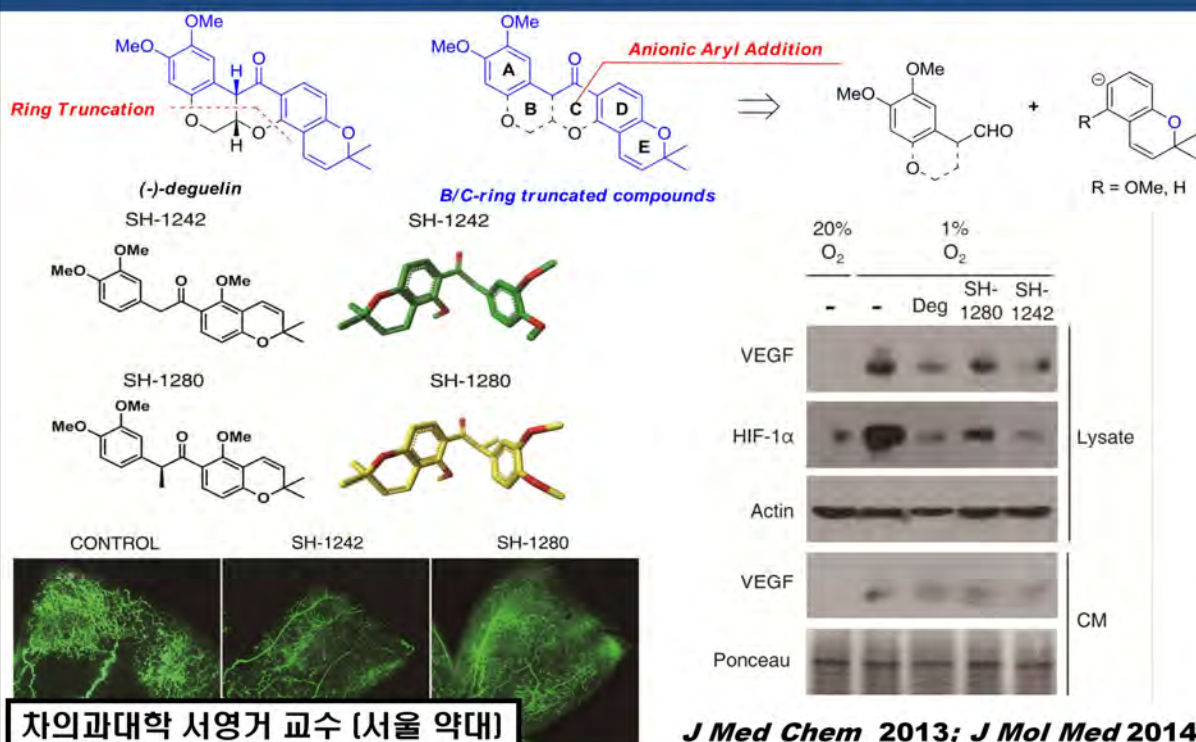 OMe
MeO
O
H
Ring Truncation
O
H
O
O
(-)-deguelin
OMe
MeO
A
O
B
C
D
O
O
E
O
B/C-ring truncated compounds
Anionic Aryl Addition
OMe
MeO
CHO
O
+
R
O
R = OMe, H
SH-1242
OMe
MeO
O
OMe
O
SH-1242
SH-1280
OMe
MeO
O
OMe
O
SH-1280
CONTROL
SH-1242
SH-1280
20%
O2
1%
O2
-
-
Deg
SH-
1280
SH-
1242
VEGF
HIF-1α
Actin
Lysate
VEGF
Ponceau
CM
차의과대학 서영거 교수 (서울 약대)
J Med Chem 2013; J Mol Med 2014